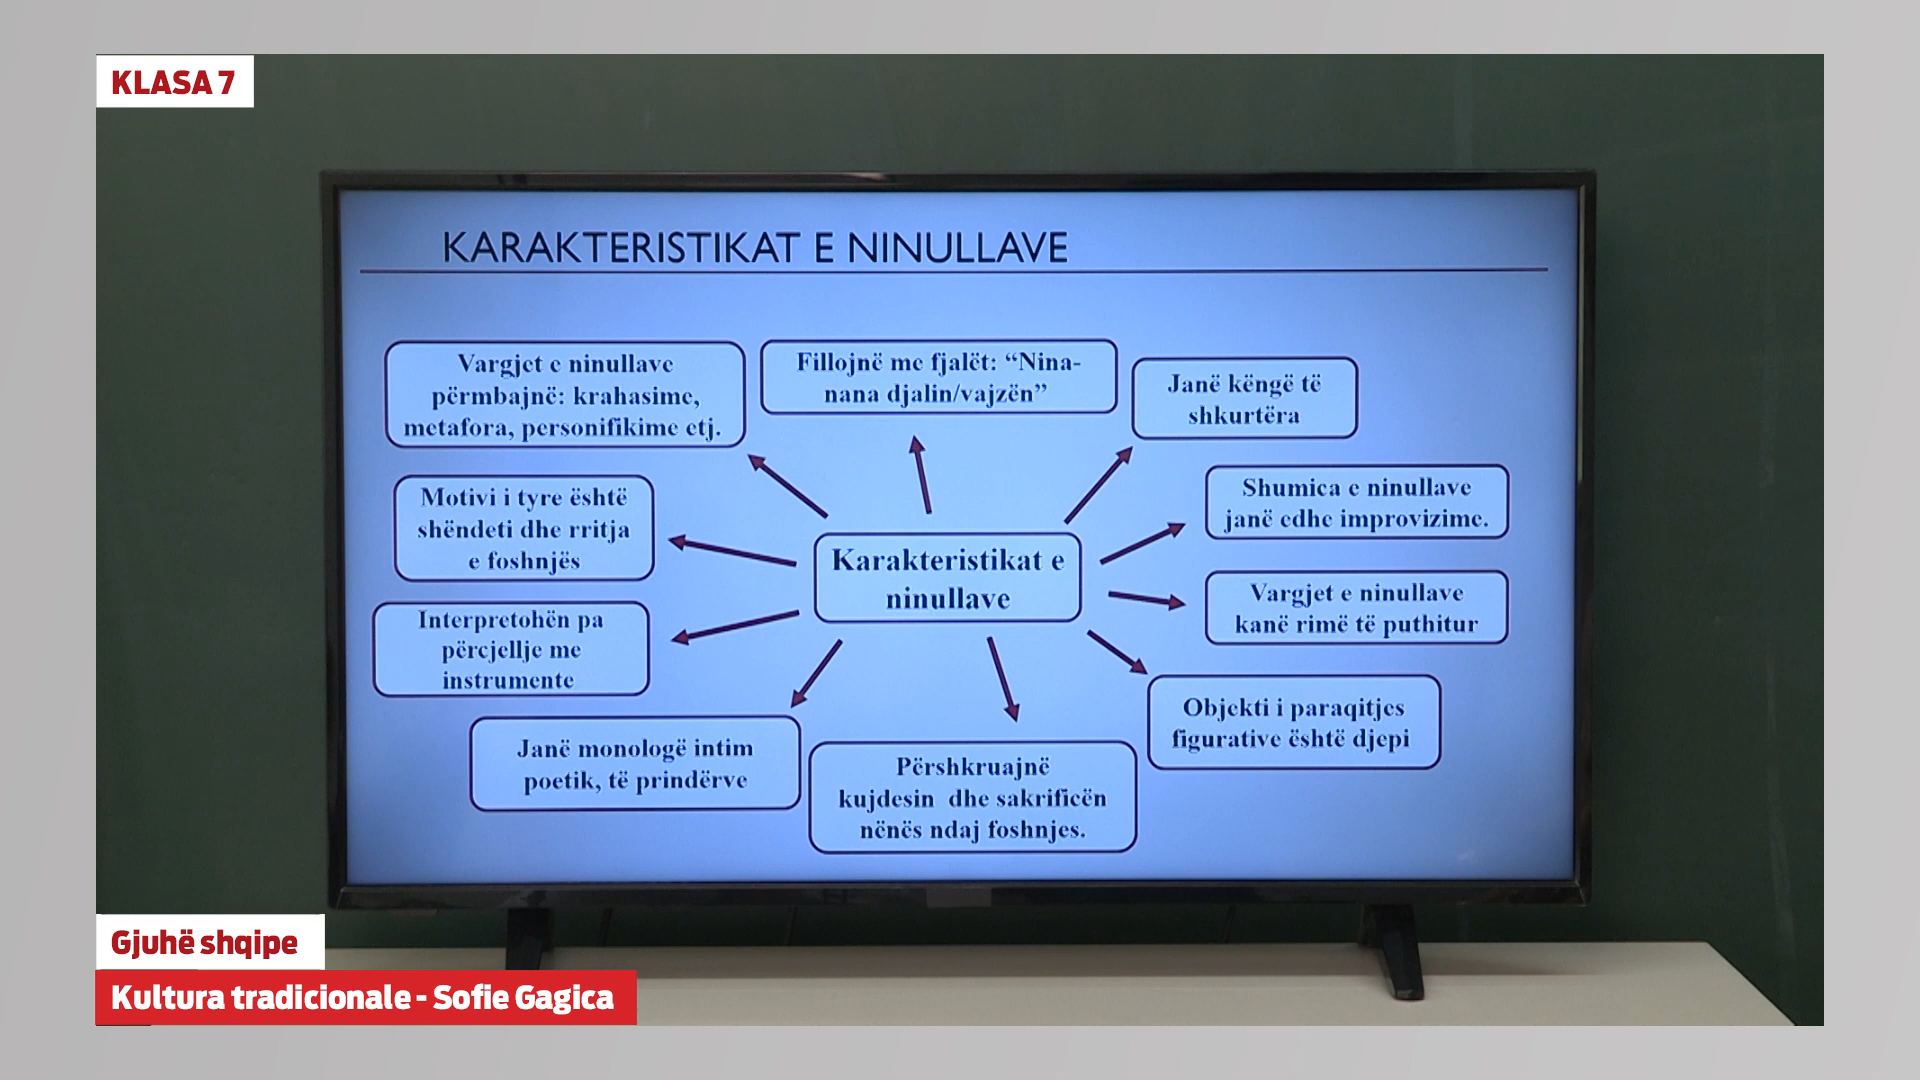 KLASA 7
KARAKTERISTIKAT E NINULLAVE
Vargjet e ninullave
përmbajnë: krahasime,
metafora, personifikime etj.
Fillojnë me fjalët: “Nina-
nana djalin/vajzën”
Janë këngë të
shkurtëra
Motivi i tyre është
shëndeti dhe rritja
e foshnjës
Shumica e ninullave
janë edhe improvizime.
Karakteristikat e
ninullave
Vargjet e ninullave
kanë rimë të puthitur
Interpretohën pa
përcjellje me
instrumente
Objekti i paraqitjes
figurative është djepi
Janë monologë intim
poetik, të prindërve
Përshkruajnë
kujdesin dhe sakrificën
nënës ndaj foshnjes.
Gjuhë shqipe
Kultura tradicionale - Sofie Gagica